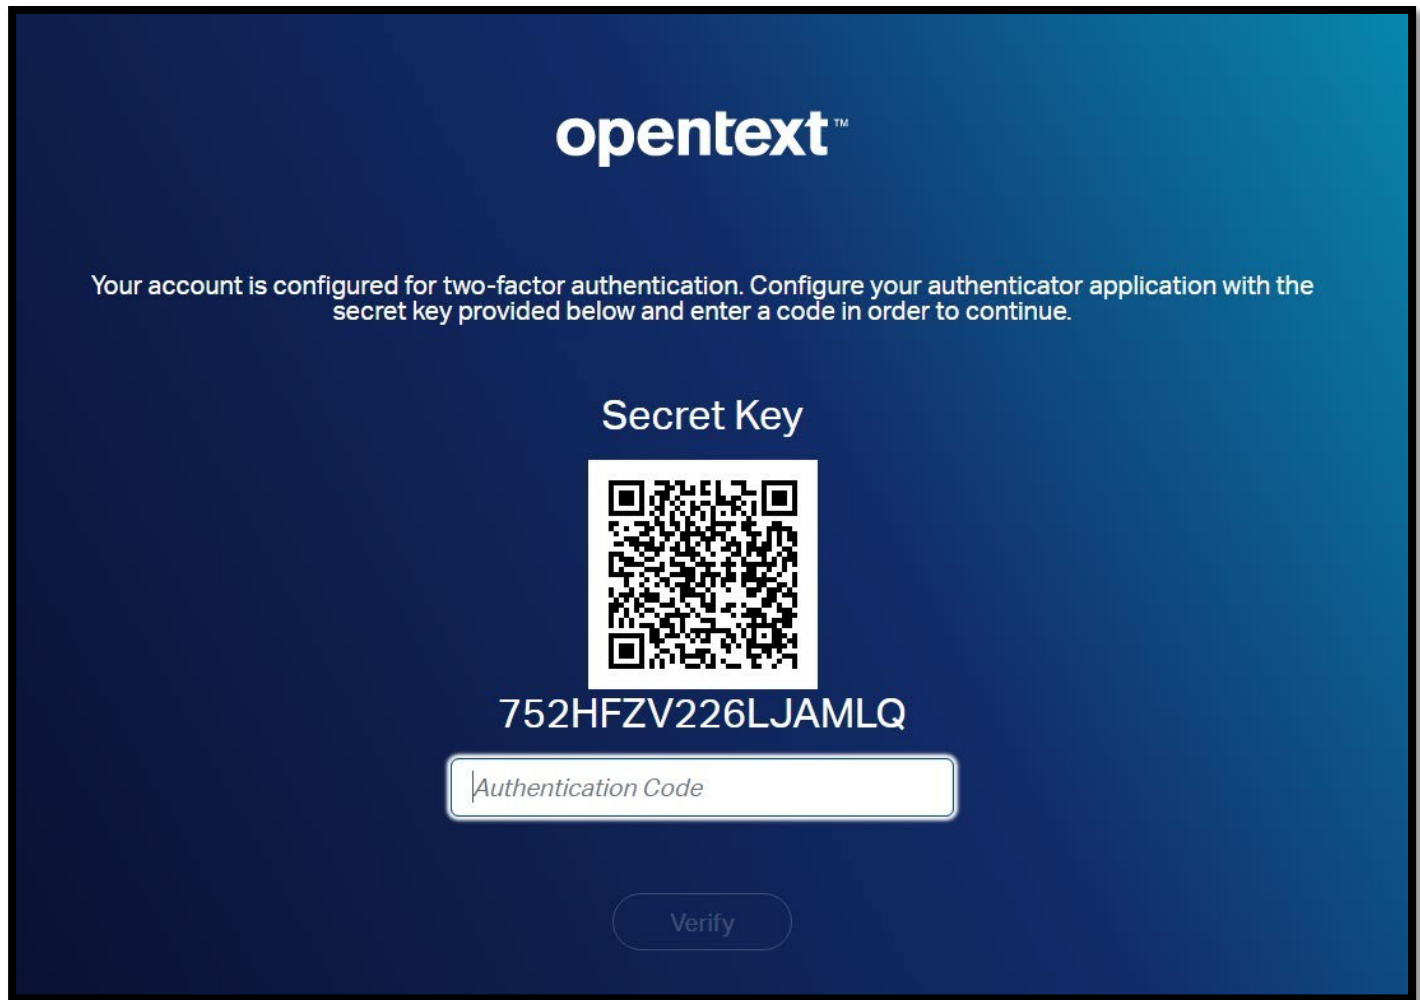 opentext™
Your account is configured for two-factor authentication. Configure your authenticator application with the
secret key provided below and enter a code in order to continue.
Secret Key
752HFZV226LJAMLQ
Authentication Code
Verify